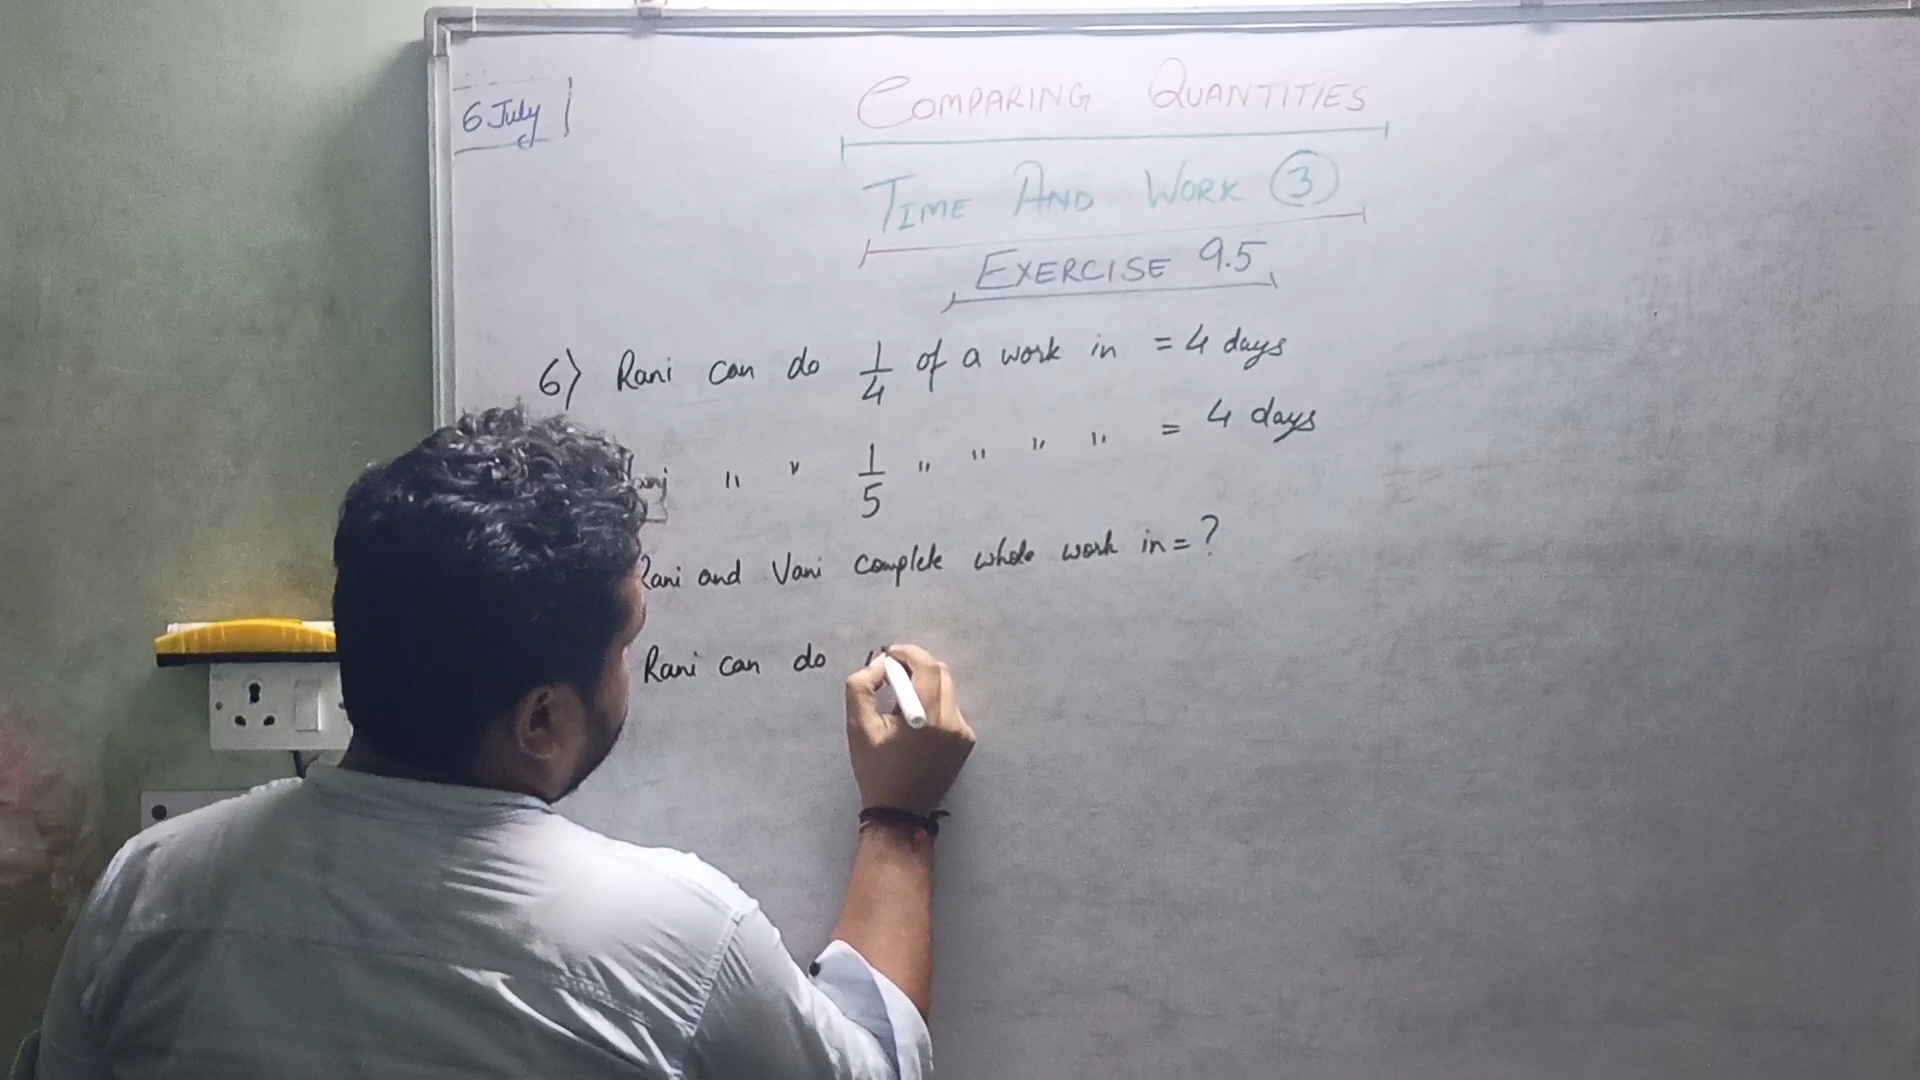 6 July
COMPARING QUANTITIES
TIME AND WORK 3
EXERCISE 9.5
6) Rani can do 1/4 of a work in = 4 days
" " 1/5 " " " " = 4 days
Rani and Vani complete whole work in = ?
Rani can do